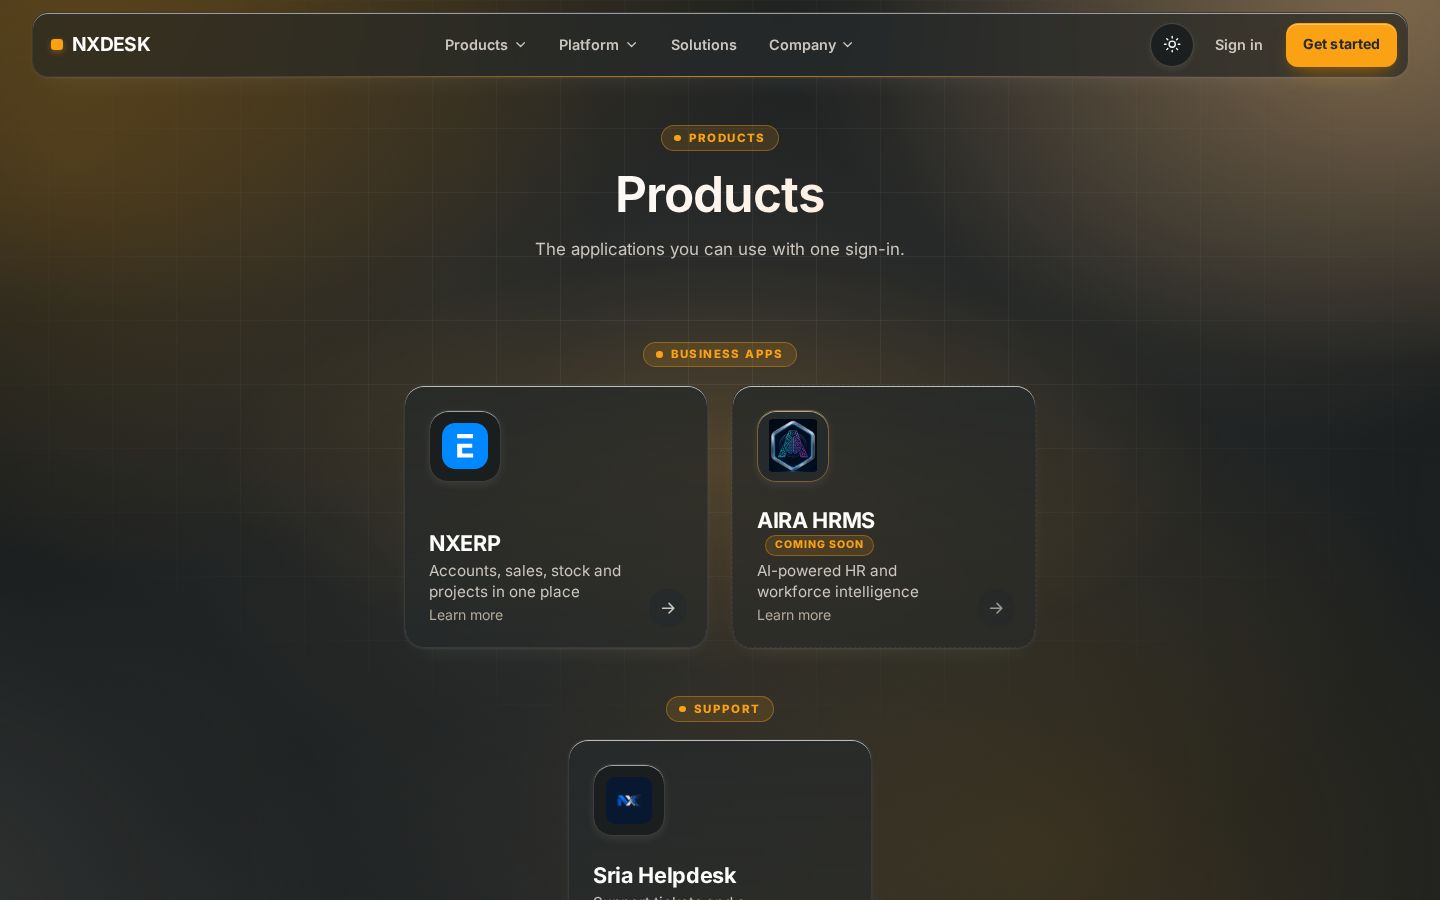 NXDESK
Products
Platform
Solutions
Company
Sign in
Get started
PRODUCTS
Products
The applications you can use with one sign-in.
BUSINESS APPS
NXERP
Accounts, sales, stock and
projects in one place
Learn more
AIRA HRMS
COMING SOON
AI-powered HR and
workforce intelligence
Learn more
SUPPORT
NX
Sria Helpdesk